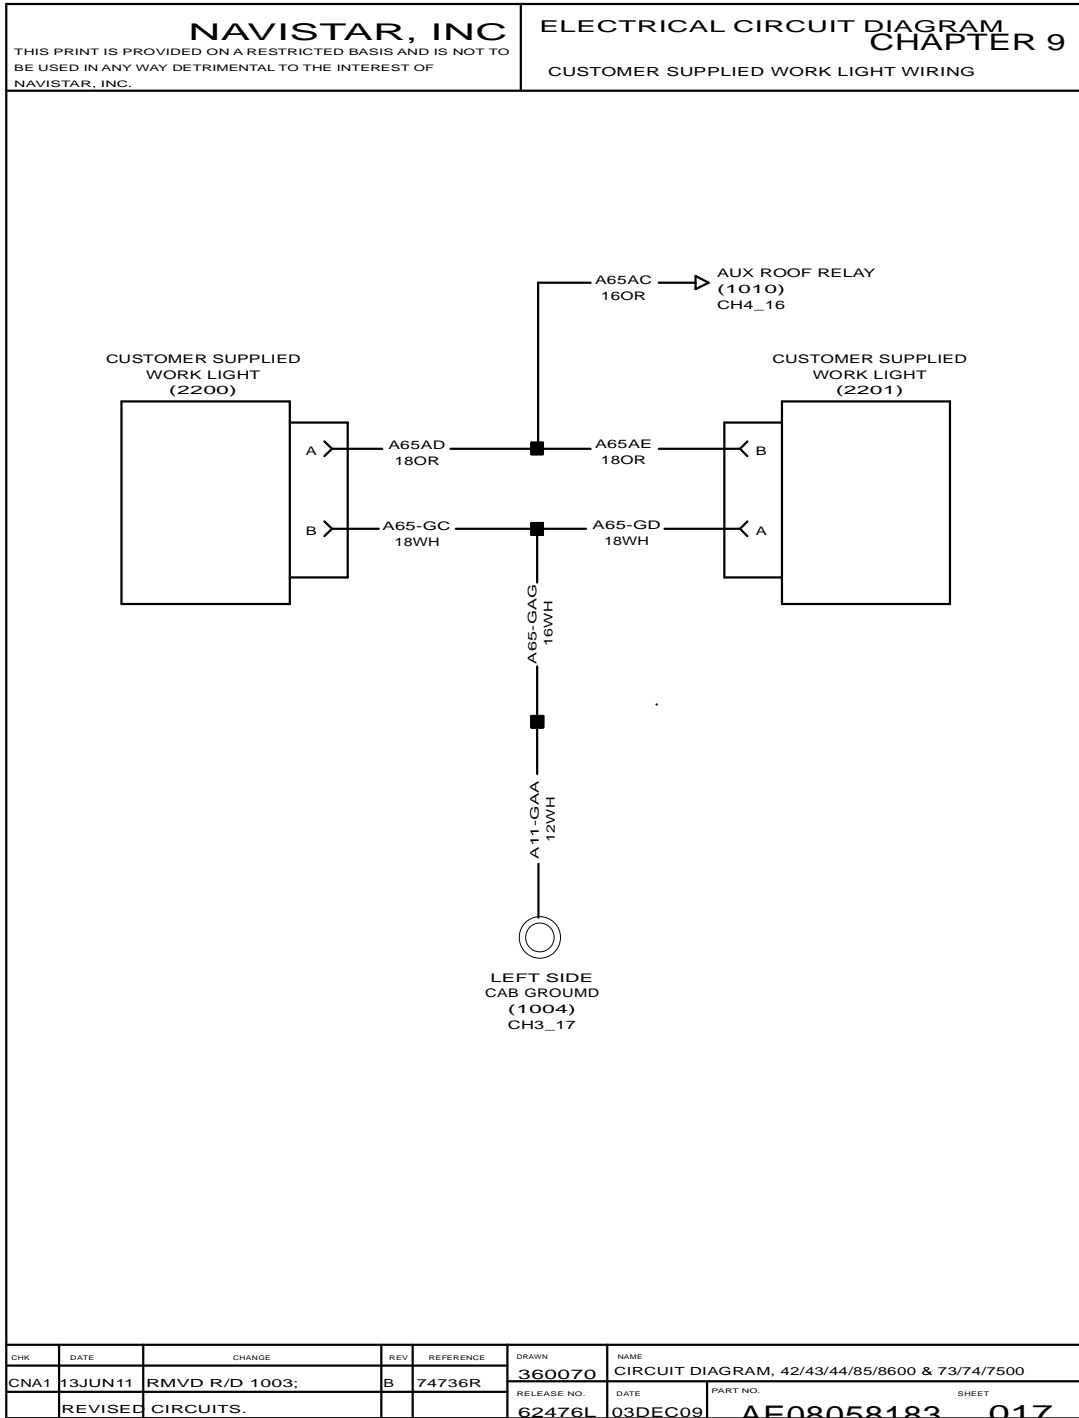 NAVISTAR, INC
THIS PRINT IS PROVIDED ON A RESTRICTED BASIS AND IS NOT TO
BE USED IN ANY WAY DETRIMENTAL TO THE INTEREST OF
NAVISTAR, INC.
ELECTRICAL CIRCUIT DIAGRAM
CHAPTER 9
CUSTOMER SUPPLIED WORK LIGHT WIRING
A65AC
16OR
AUX ROOF RELAY
(1010)
CH4_16
CUSTOMER SUPPLIED
WORK LIGHT
(2200)
CUSTOMER SUPPLIED
WORK LIGHT
(2201)
A
A65AD
18OR
A65AE
18OR
B
B
A65-GC
18WH
A65-GD
18WH
A
A65-GAG
16WH
A11-GAA
12WH
LEFT SIDE
CAB GROUMD
(1004)
CH3_17
CHK DATE CHANGE REV REFERENCE
CNA1 13JUN11 RMVD R/D 1003; B 74736R
REVISED CIRCUITS.
DRAWN
360070
NAME
CIRCUIT DIAGRAM, 42/43/44/85/8600 & 73/74/7500
RELEASE NO.
62476L
DATE
03DEC09
PART NO.
AE08058183
SHEET
017